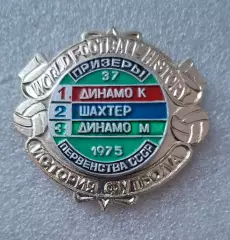 WORLD FOOTBALL HISTORY
ПРИЗЕРЫ
37
1. ДИНАМО К
2 ШАХТЕР
3 ДИНАМО М
1975
ПЕРВЕНСТВА СССР
ИСТОРИЯ ФУТБОЛА